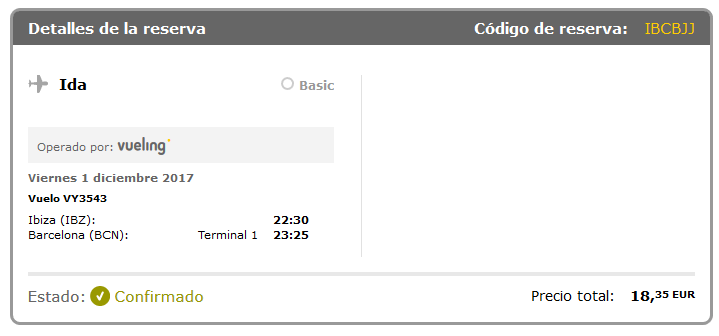 Detalles de la reserva Código de reserva: IBCBJJ
Ida Basic
Operado por: vueling
Viernes 1 diciembre 2017
Vuelo VY3543
Ibiza (IBZ): 22:30
Barcelona (BCN): Terminal 1 23:25
Estado: Confirmado Precio total: 18,35 EUR